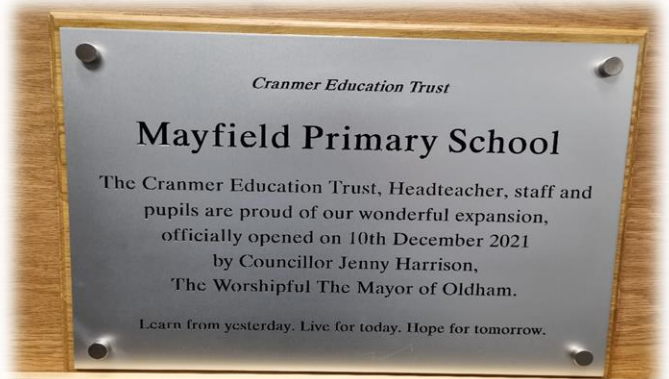 Cranmer Education Trust
Mayfield Primary School
The Cranmer Education Trust, Headteacher, staff and
pupils are proud of our wonderful expansion,
officially opened on 10th December 2021
by Councillor Jenny Harrison,
The Worshipful The Mayor of Oldham.
Learn from yesterday. Live for today. Hope for tomorrow.